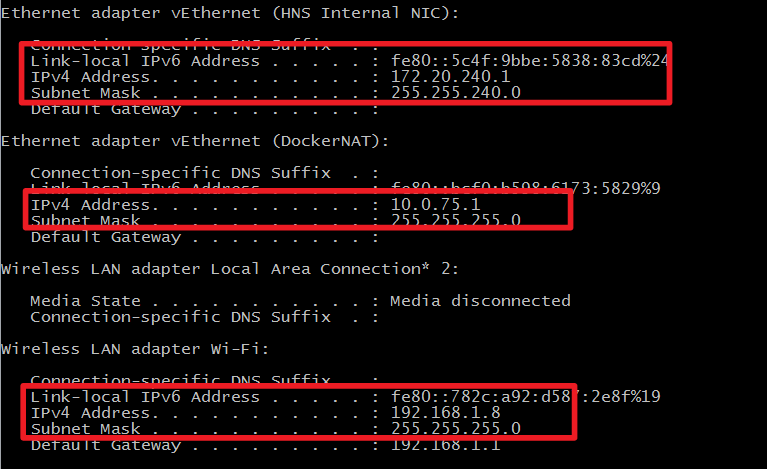 Ethernet adapter vEthernet (HNS Internal NIC):
Connection-specific DNS Suffix . :
Link-local IPv6 Address . . . . . : fe80::5c4f:9bbe:5838:83cd%24
IPv4 Address. . . . . . . . . . . : 172.20.240.1
Subnet Mask . . . . . . . . . . . : 255.255.240.0
Default Gateway . . . . . . . . . :
Ethernet adapter vEthernet (DockerNAT):
Connection-specific DNS Suffix . :
Link-local IPv6 Address . . . . . : fe80::bcf0:b598:6173:5829%9
IPv4 Address. . . . . . . . . . . : 10.0.75.1
Subnet Mask . . . . . . . . . . . : 255.255.255.0
Default Gateway . . . . . . . . . :
Wireless LAN adapter Local Area Connection* 2:
Media State . . . . . . . . . . . : Media disconnected
Connection-specific DNS Suffix . :
Wireless LAN adapter Wi-Fi:
Connection-specific DNS Suffix . :
Link-local IPv6 Address . . . . . : fe80::782c:a92:d587:2e8f%19
IPv4 Address. . . . . . . . . . . : 192.168.1.8
Subnet Mask . . . . . . . . . . . : 255.255.255.0
Default Gateway . . . . . . . . . : 192.168.1.1